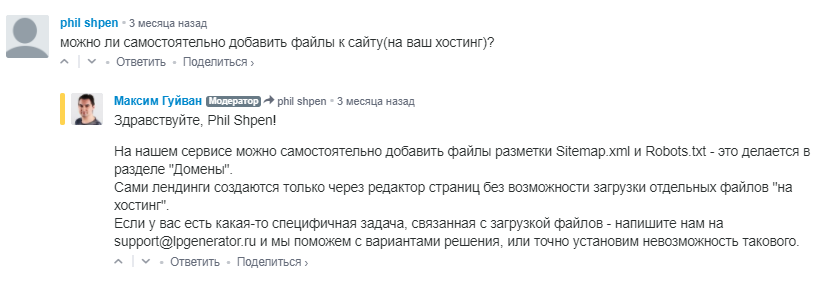 phil shpen • 3 месяца назад
можно ли самостоятельно добавить файлы к сайту(на ваш хостинг)?
Ответить • Поделиться ›
Максим Гуйван Модератор phil shpen • 3 месяца назад
Здравствуйте, Phil Shpen!
На нашем сервисе можно самостоятельно добавить файлы разметки Sitemap.xml и Robots.txt - это делается в
разделе "Домены".
Сами лендинги создаются только через редактор страниц без возможности загрузки отдельных файлов "на
хостинг".
Если у вас есть какая-то специфичная задача, связанная с загрузкой файлов - напишите нам на
support@lpgenerator.ru и мы поможем с вариантами решения, или точно установим невозможность такового.
Ответить • Поделиться ›